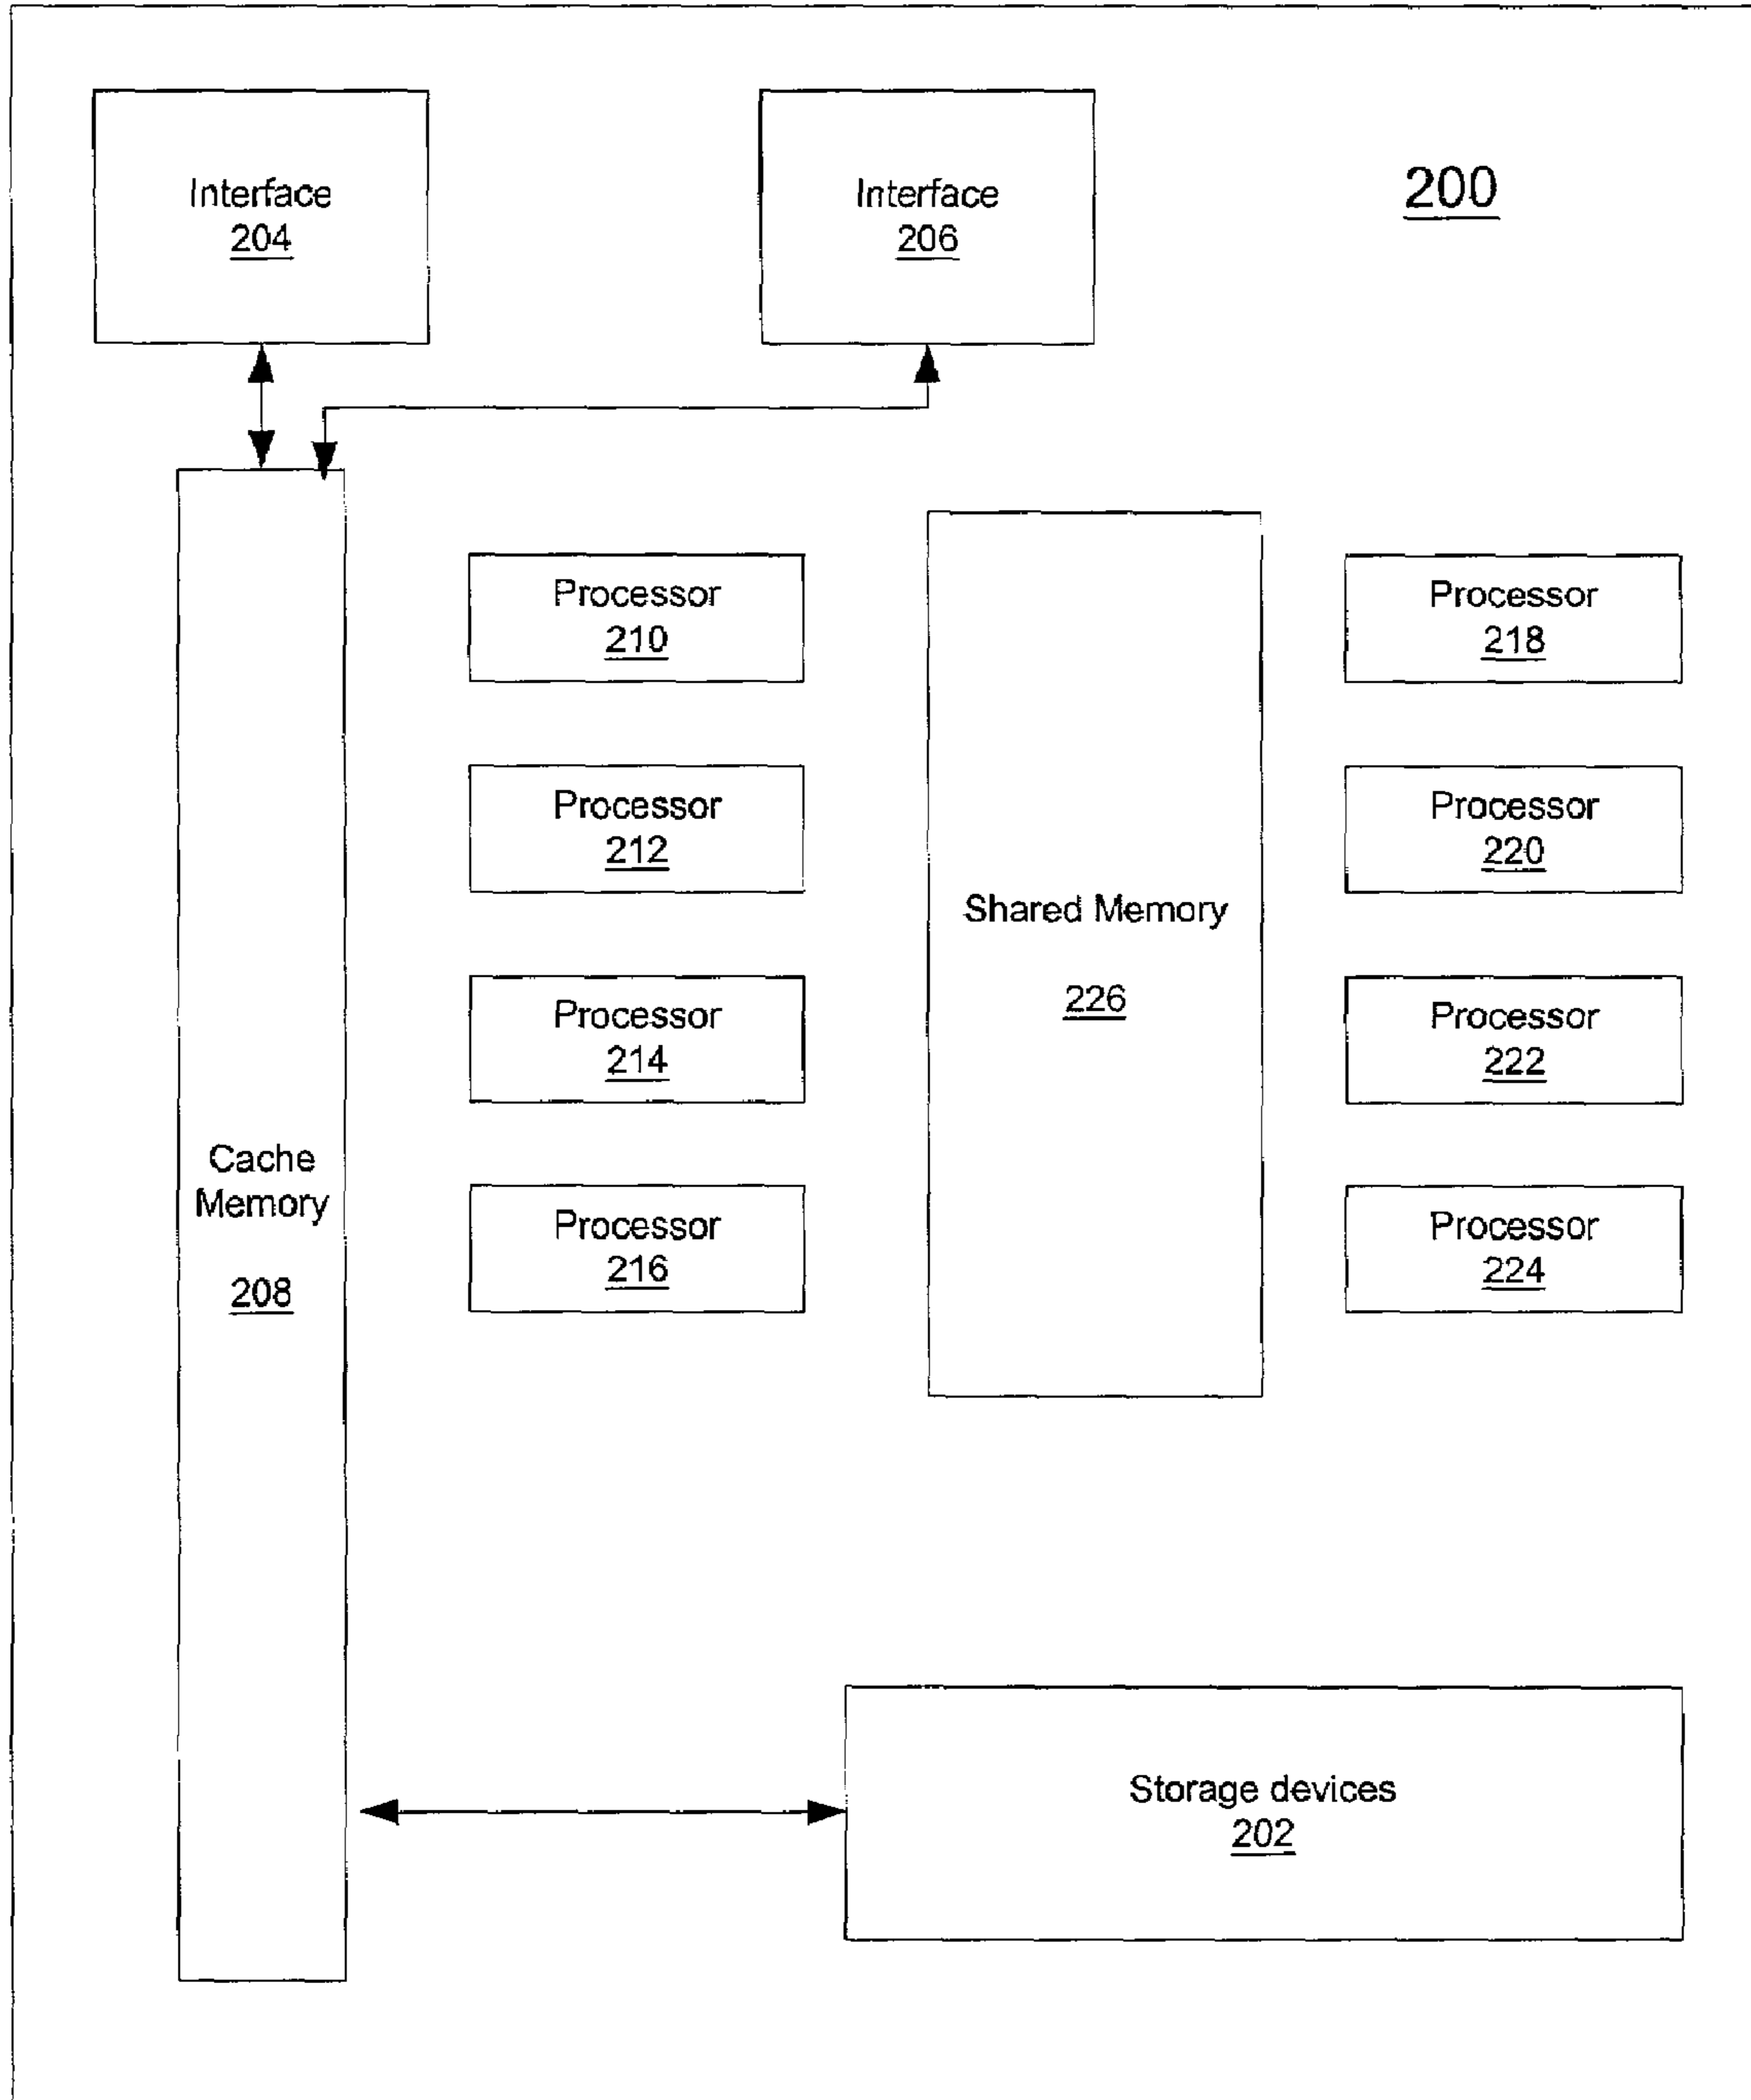 Interface
204
Interface
206
200
Processor
210
Processor
218
Processor
212
Processor
220
Shared Memory
226
Processor
214
Processor
222
Cache
Memory
208
Processor
216
Processor
224
Storage devices
202